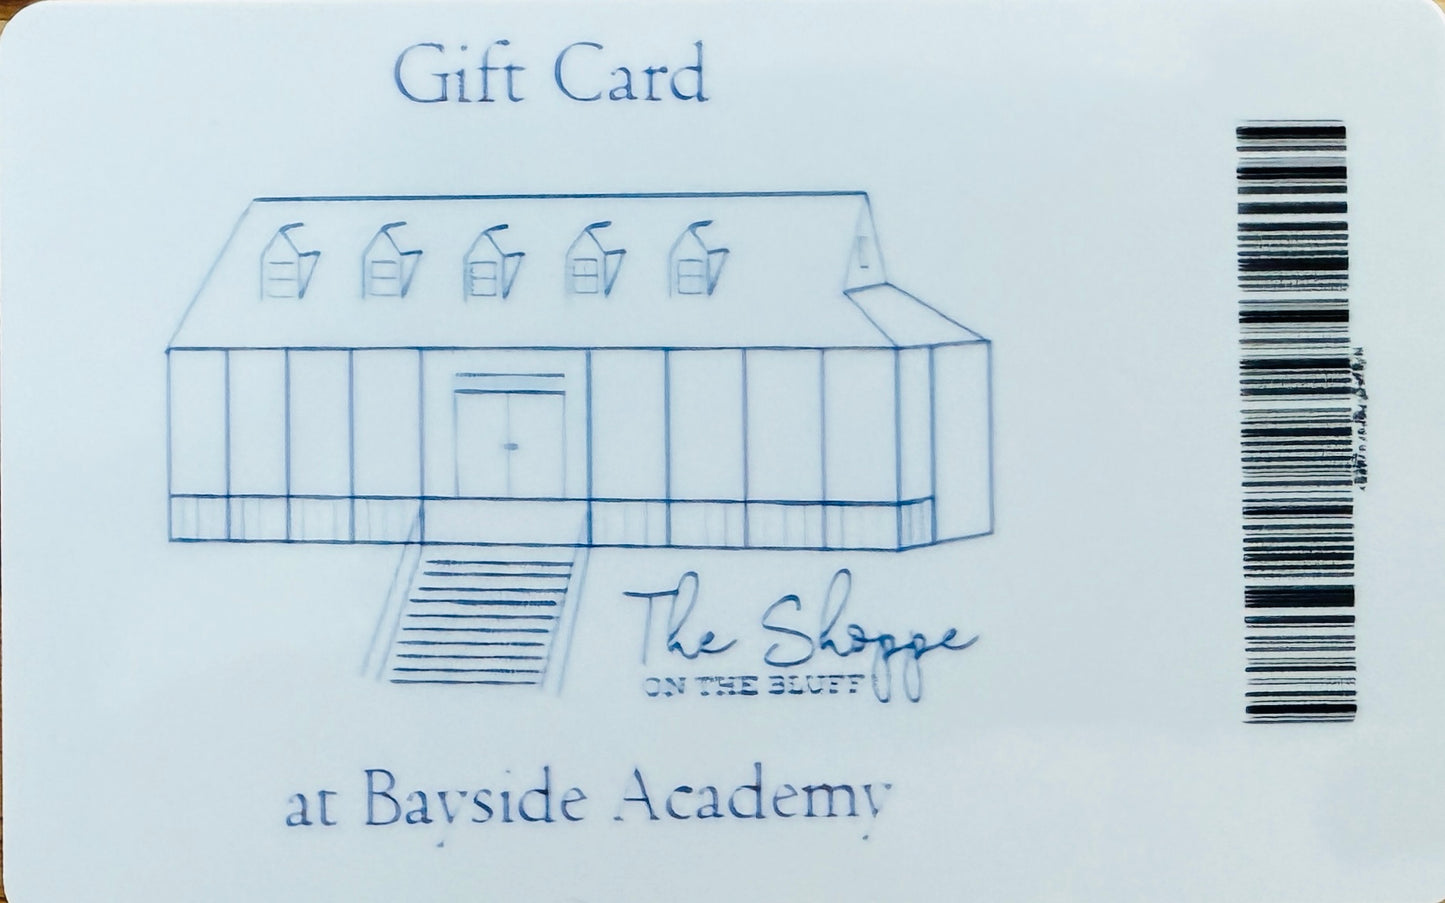 Gift Card
The Shoppe
ON THE BLUFF
at Bayside Academy